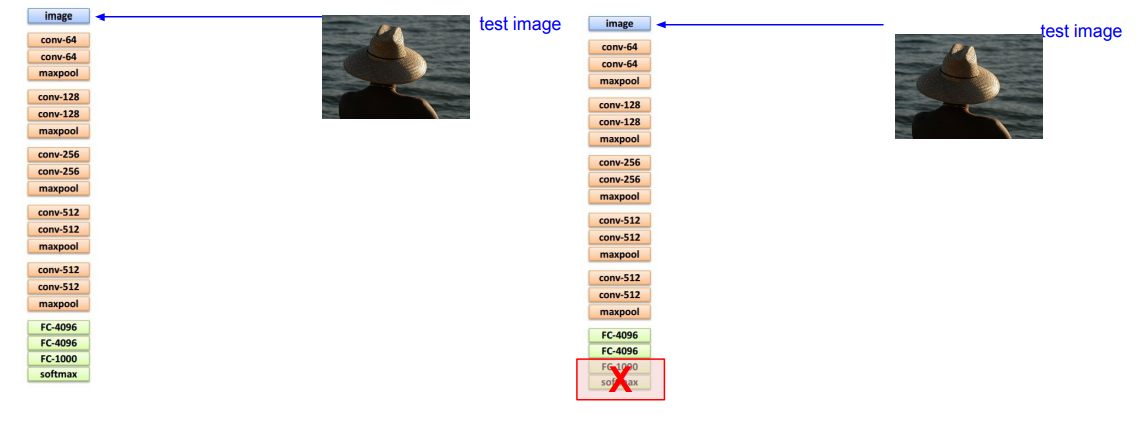 image
test image
conv-64
conv-64
maxpool
conv-128
conv-128
maxpool
conv-256
conv-256
maxpool
conv-512
conv-512
maxpool
conv-512
conv-512
maxpool
FC-4096
FC-4096
FC-1000
softmax
image
test image
conv-64
conv-64
maxpool
conv-128
conv-128
maxpool
conv-256
conv-256
maxpool
conv-512
conv-512
maxpool
conv-512
conv-512
maxpool
FC-4096
FC-4096
FC-1000
softmax
X